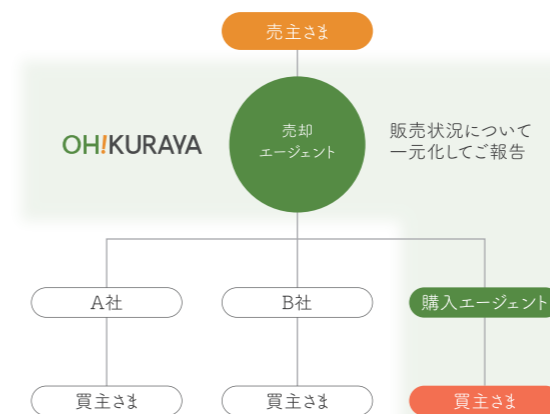 売主さま
OH!KURAYA
売却
エージェント
販売状況について
一元化してご報告
A社
B社
購入エージェント
買主さま
買主さま
買主さま